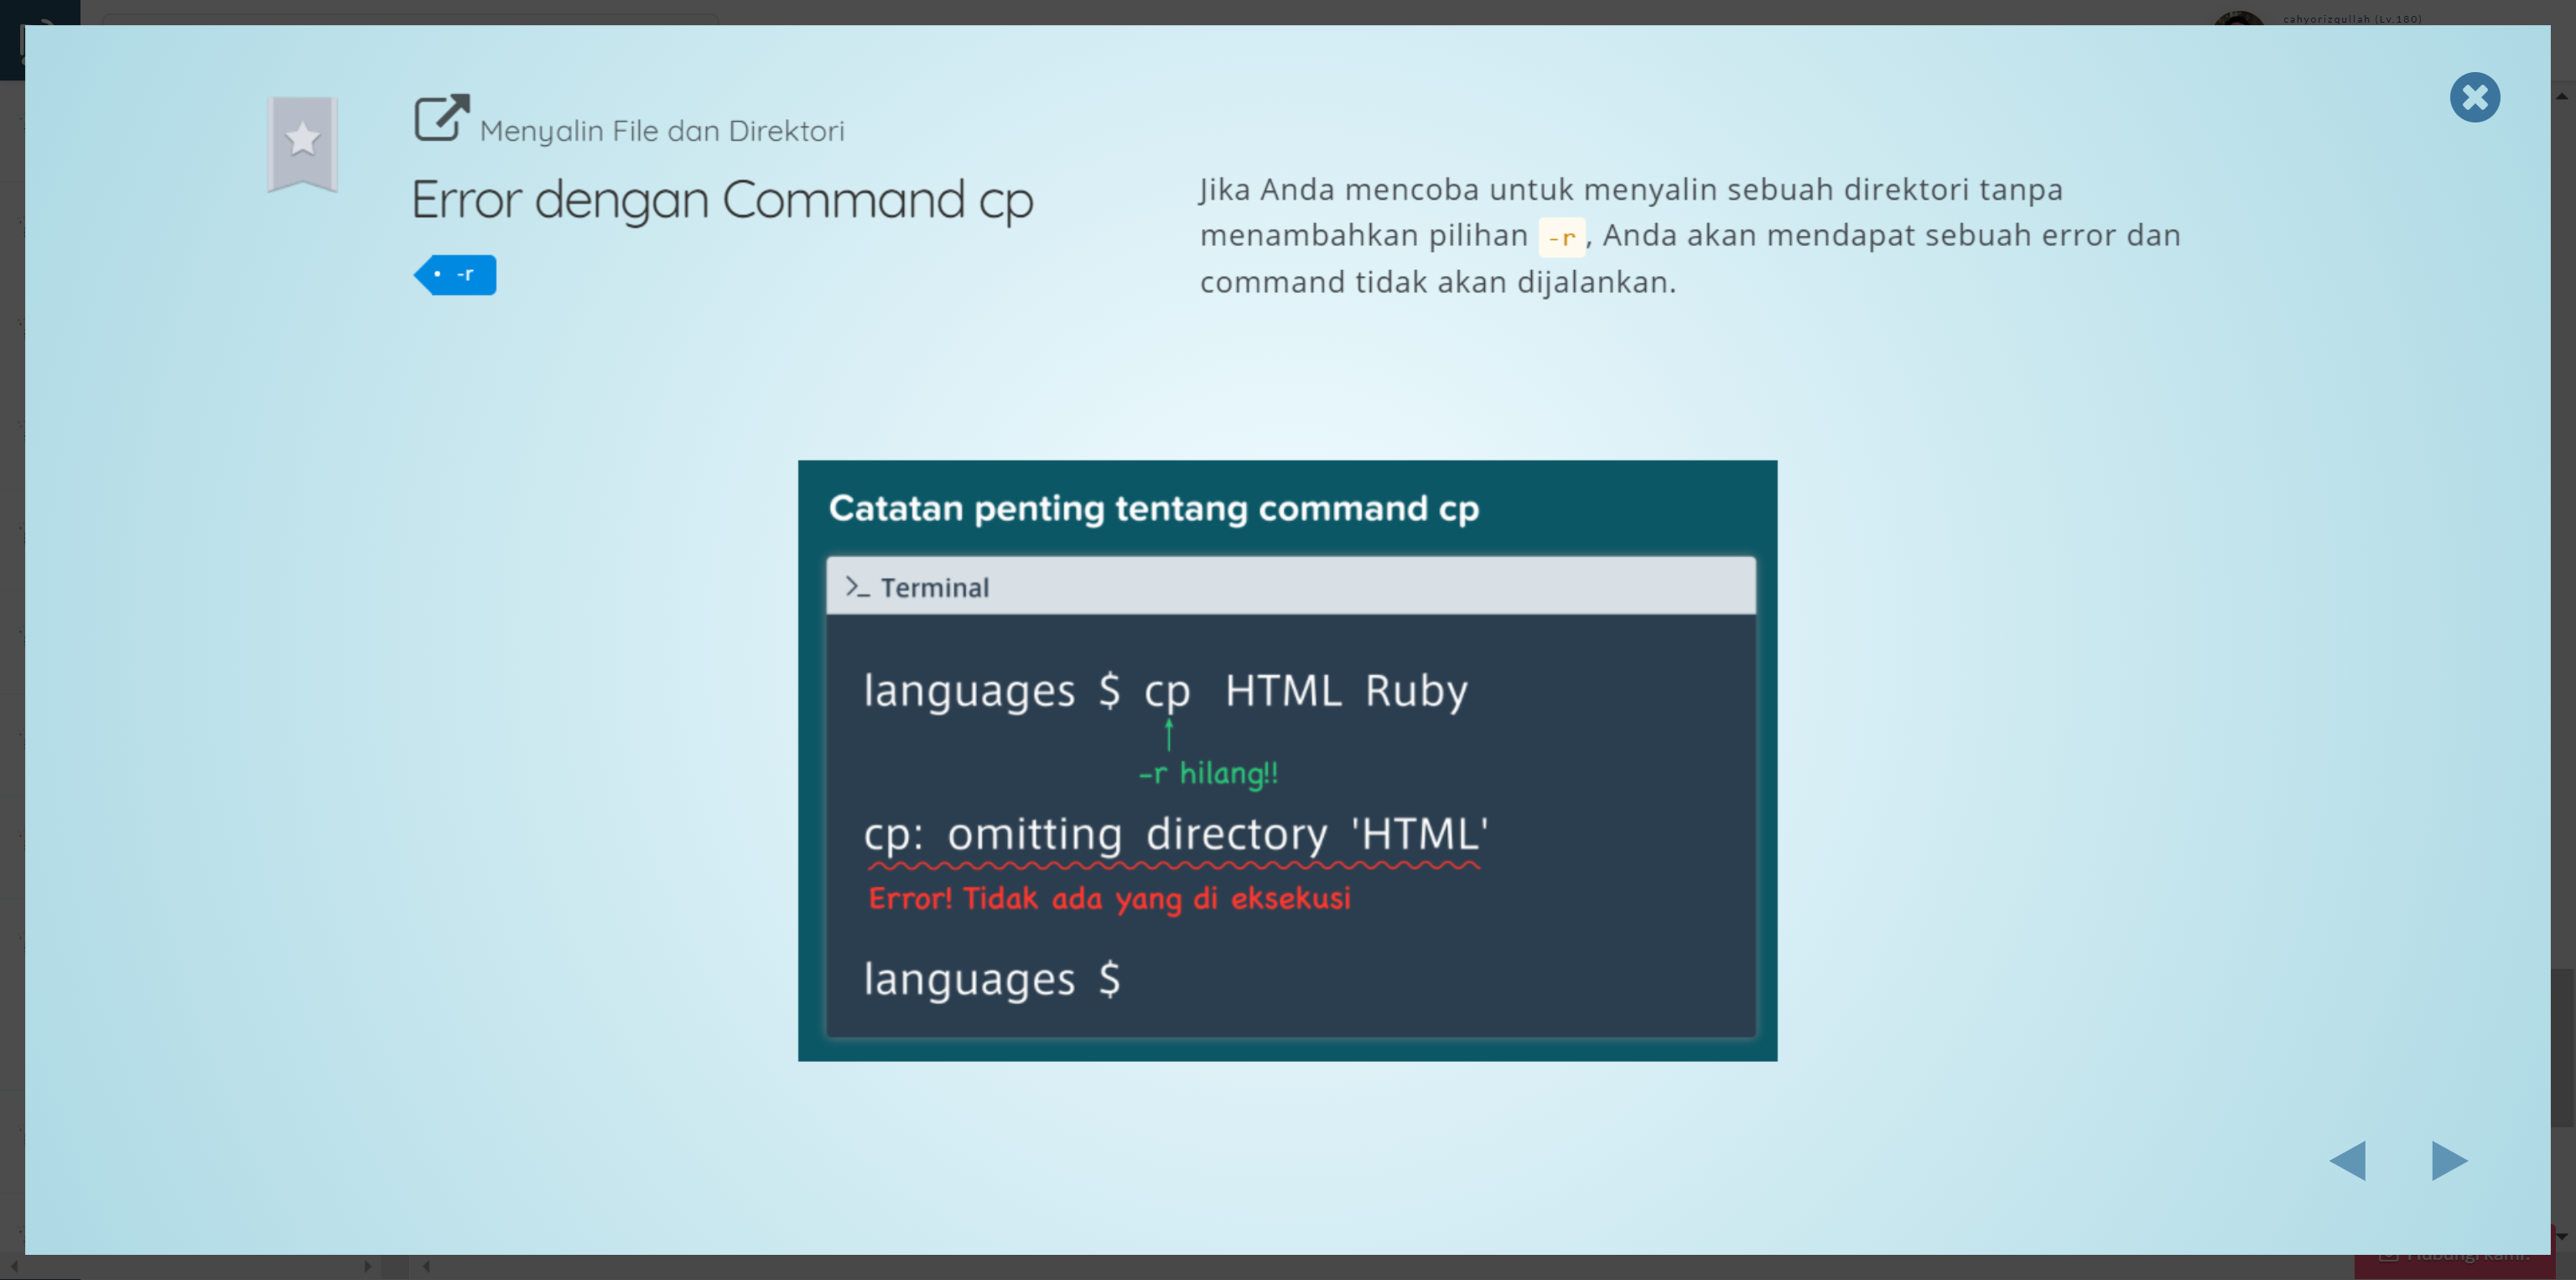 cahyorizqullah (Lv.180)
Menyalin File dan Direktori
Error dengan Command cp
-r
Jika Anda mencoba untuk menyalin sebuah direktori tanpa
menambahkan pilihan -r, Anda akan mendapat sebuah error dan
command tidak akan dijalankan.
Catatan penting tentang command cp
>_ Terminal
languages $ cp HTML Ruby
-r hilang!!
cp: omitting directory 'HTML'
Error! Tidak ada yang di eksekusi
languages $
Hubungi kami!